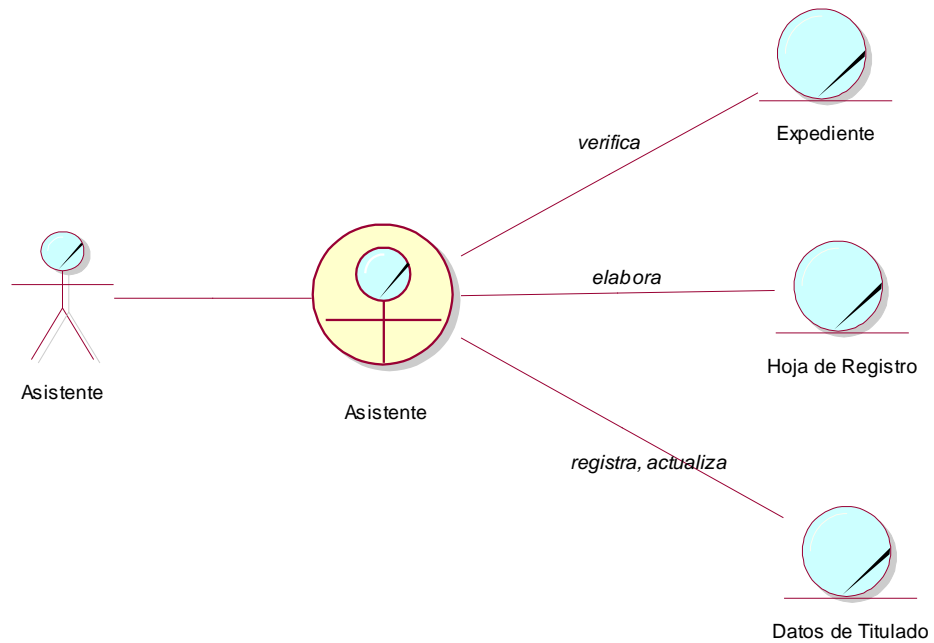 verifica
Expediente
elabora
Hoja de Registro
Asistente
Asistente
registra, actualiza
Datos de Titulado